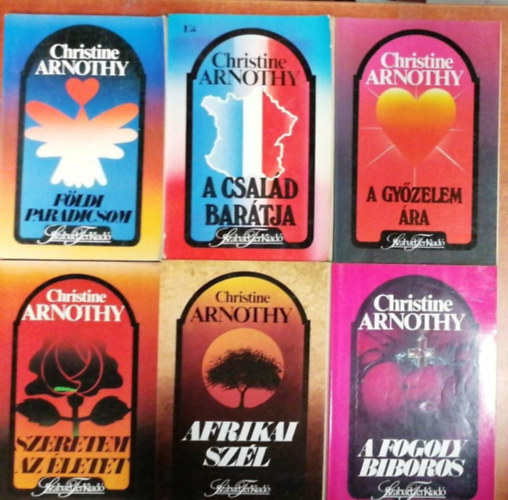 Christine
ARNOTHY
FÖLDI
PARADICSOM
Szabad Tér Kiadó
Christine
ARNOTHY
A CSALÁD
BARÁTJA
Szabad Tér Kiadó
Christine
ARNOTHY
A GYŐZELEM
ÁRA
Szabad Tér Kiadó
Christine
ARNOTHY
SZERETEM
AZ ÉLETET
Szabad Tér Kiadó
Christine
ARNOTHY
AFRIKAI
SZÉL
Szabad Tér Kiadó
Christine
ARNOTHY
A FOGOLY
BIBOROS
Szabad Tér Kiadó